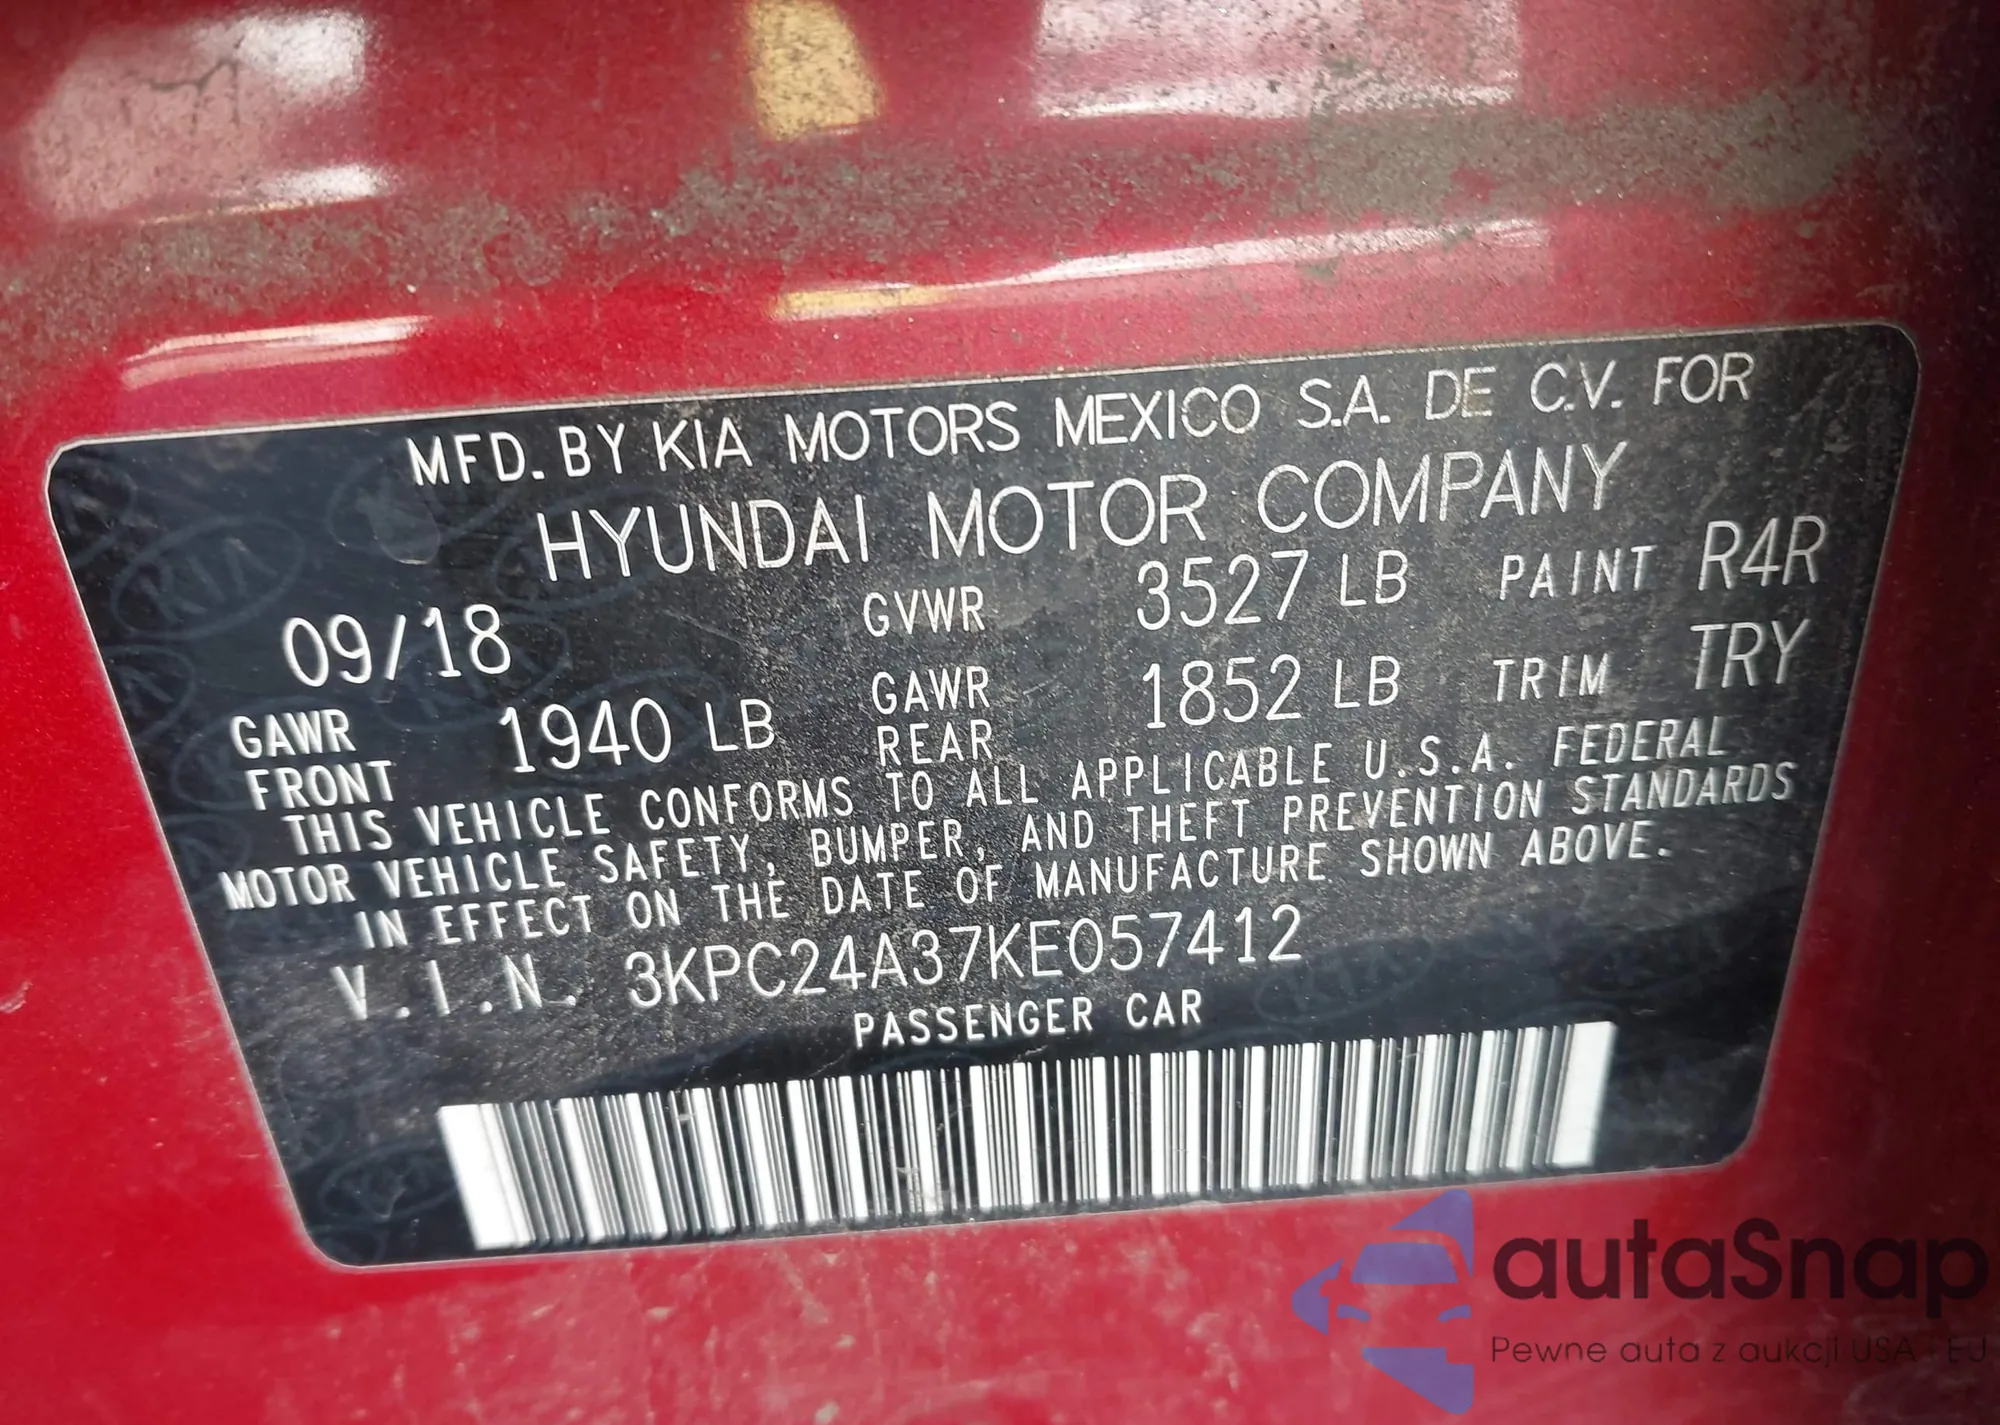 MFD. BY KIA MOTORS MEXICO S.A. DE C.V. FOR
HYUNDAI MOTOR COMPANY
09/18 GVWR 3527 LB PAINT R4R
GAWR FRONT 1940 LB GAWR REAR 1852 LB TRIM TRY
THIS VEHICLE CONFORMS TO ALL APPLICABLE U.S.A. FEDERAL
MOTOR VEHICLE SAFETY, BUMPER, AND THEFT PREVENTION STANDARDS
IN EFFECT ON THE DATE OF MANUFACTURE SHOWN ABOVE.
V.I.N. 3KPC24A37KE057412
PASSENGER CAR
autaSnap
Pewne auta z aukcji USA - EU